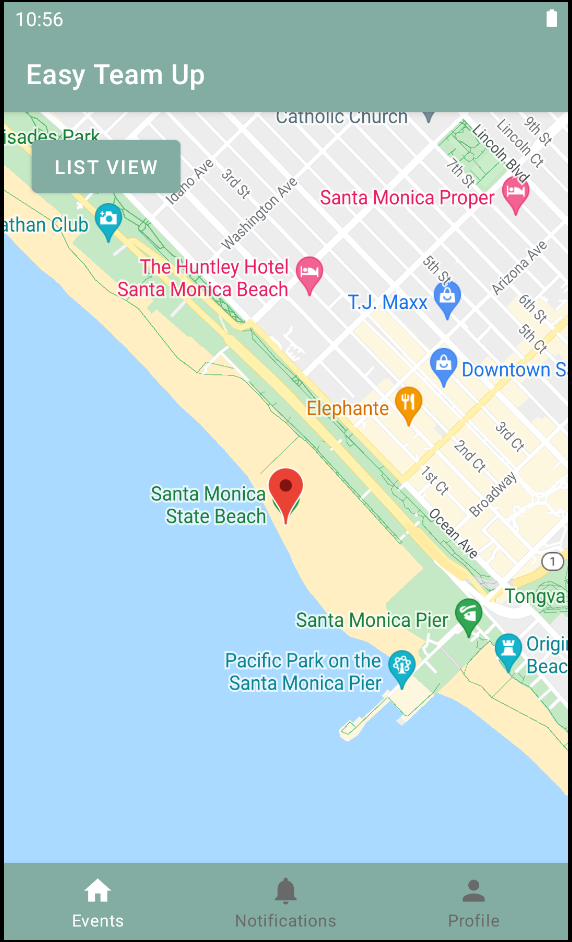 10:56
Easy Team Up
Catholic Church
isades Park
LIST VIEW
Idaho Ave
3rd St
Washington Ave
Lincoln Blvd
Lincoln Ct
9th St
7th St
Santa Monica Proper
athan Club
The Huntley Hotel
Santa Monica Beach
5th St
Arizona Ave
T.J. Maxx
6th St
5th Ct
Downtown S
Elephante
3rd Ct
2nd Ct
1st Ct
Broadway
Santa Monica
State Beach
Ocean Ave
1
Tongva
Santa Monica Pier
Origi
Beac
Pacific Park on the
Santa Monica Pier
Events
Notifications
Profile